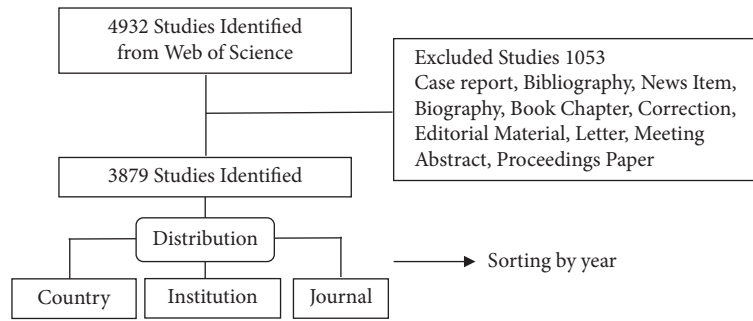 4932 Studies Identified
from Web of Science
Excluded Studies 1053
Case report, Bibliography, News Item,
Biography, Book Chapter, Correction,
Editorial Material, Letter, Meeting
Abstract, Proceedings Paper
3879 Studies Identified
Distribution
Sorting by year
Country
Institution
Journal